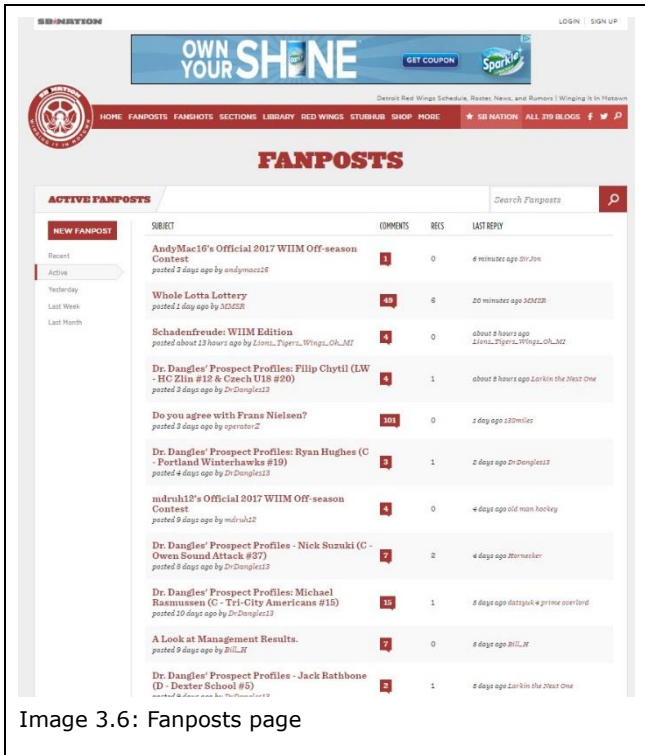 SB★NATION
LOGIN | SIGN UP
OWN YOUR SHINE
GET COUPON
Sparkle
Detroit Red Wings Schedule, Roster, News, and Rumors | Winging It In Motown
SB★NATION
WINGING IT IN MOTOWN
HOME FANPOSTS FANSHOTS SECTIONS LIBRARY RED WINGS STUBHUB SHOP MORE ★ SB NATION ALL 319 BLOGS
FANPOSTS
ACTIVE FANPOSTS
Search Fanposts
NEW FANPOST
Recent
Active
Yesterday
Last Week
Last Month
SUBJECT COMMENTS RECS LAST REPLY
AndyMac16's Official 2017 WIIM Off-season
Contest
posted 3 days ago by andymacs16
1 0 6 minutes ago SirJon
Whole Lotta Lottery
posted 1 day ago by MMSR
49 6 20 minutes ago MMSR
Schadenfreude: WIIM Edition
posted about 13 hours ago by Lions_Tigers_Wings_Oh_MI
4 0 about 8 hours ago
Lions_Tigers_Wings_Oh_MI
Dr. Dangles' Prospect Profiles: Filip Chytil (LW
- HC Zlin #12 & Czech U18 #20)
posted 3 days ago by DrDangles13
4 1 about 8 hours ago Larkin the Next One
Do you agree with Frans Nielsen?
posted 3 days ago by operatorZ
101 0 1 day ago 130miles
Dr. Dangles' Prospect Profiles: Ryan Hughes (C
- Portland Winterhawks #19)
posted 4 days ago by DrDangles13
3 1 2 days ago DrDangles13
mdruh12's Official 2017 WIIM Off-season
Contest
posted 9 days ago by mdruh12
4 0 4 days ago old man hockey
Dr. Dangles' Prospect Profiles - Nick Suzuki (C -
Owen Sound Attack #37)
posted 8 days ago by DrDangles13
7 2 4 days ago Hornecker
Dr. Dangles' Prospect Profiles: Michael
Rasmussen (C - Tri-City Americans #15)
posted 10 days ago by DrDangles13
15 1 5 days ago datsyuk 4 prime overlord
A Look at Management Results.
posted 9 days ago by Bill_H
7 0 8 days ago Bill_H
Dr. Dangles' Prospect Profiles - Jack Rathbone
(D - Dexter School #5)
2 1 8 days ago Larkin the Next One
Image 3.6: Fanposts page